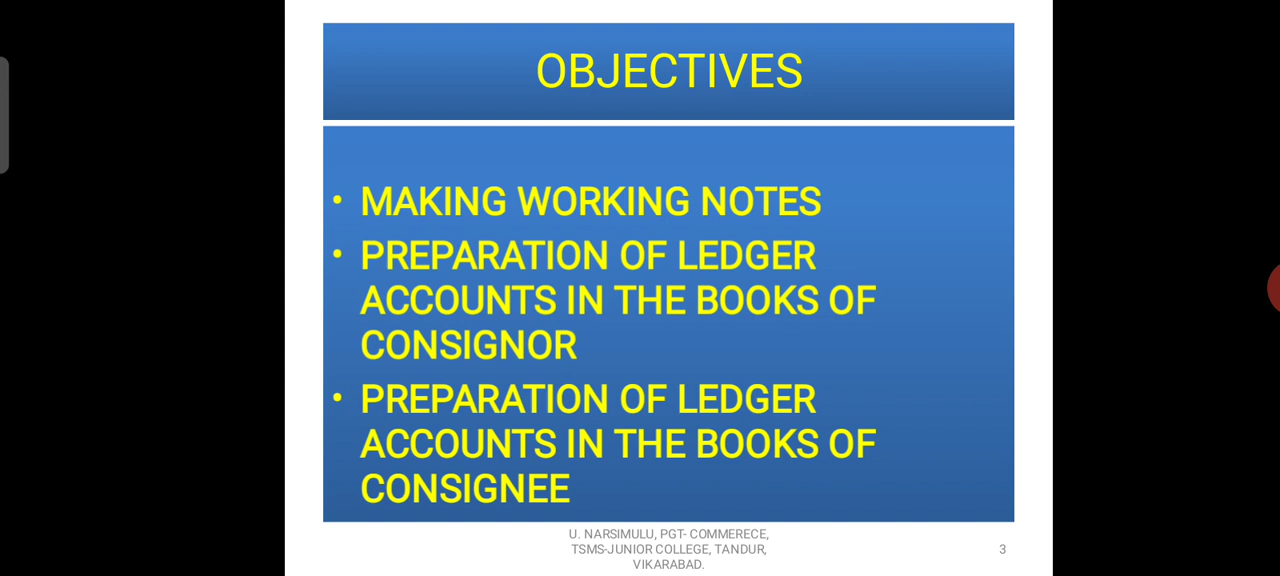 OBJECTIVES
• MAKING WORKING NOTES
• PREPARATION OF LEDGER
ACCOUNTS IN THE BOOKS OF
CONSIGNOR
• PREPARATION OF LEDGER
ACCOUNTS IN THE BOOKS OF
CONSIGNEE
U. NARSIMULU, PGT- COMMERECE,
TSMS-JUNIOR COLLEGE, TANDUR,
VIKARABAD.
3